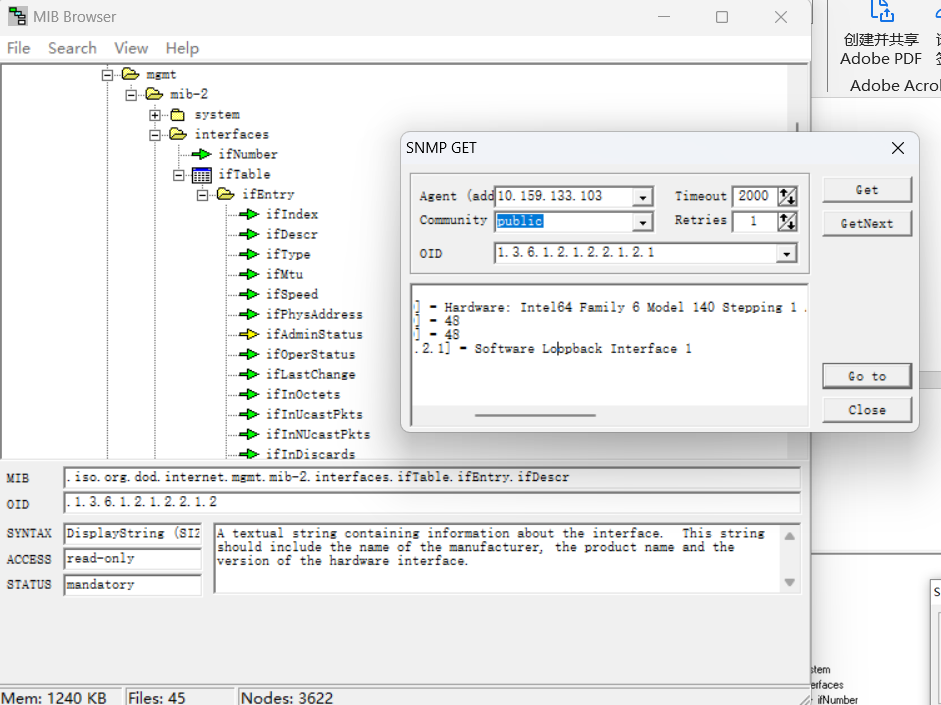 MIB Browser
File Search View Help
mgmt
mib-2
system
interfaces
ifNumber
ifTable
ifEntry
ifIndex
ifDescr
ifType
ifMtu
ifSpeed
ifPhysAddress
ifAdminStatus
ifOperStatus
ifLastChange
ifInOctets
ifInUcastPkts
ifInNUcastPkts
ifInDiscards
MIB .iso.org.dod.internet.mgmt.mib-2.interfaces.ifTable.ifEntry.ifDescr
OID .1.3.6.1.2.1.2.2.1.2
SYNTAX DisplayString (SIZ
ACCESS read-only
STATUS mandatory
A textual string containing information about the interface. This string
should include the name of the manufacturer, the product name and the
version of the hardware interface.
Mem: 1240 KB Files: 45 Nodes: 3622
SNMP GET
Agent (add 10.159.133.103 Timeout 2000
Community public Retries 1
OID 1.3.6.1.2.1.2.2.1.2.1
Get
GetNext
] = Hardware: Intel64 Family 6 Model 140 Stepping 1 .
] = 48
] = 48
.2.1] = Software Loopback Interface 1
Go to
Close
创建并共享
Adobe PDF
Adobe Acro
stem
erfaces
ifNumber
S